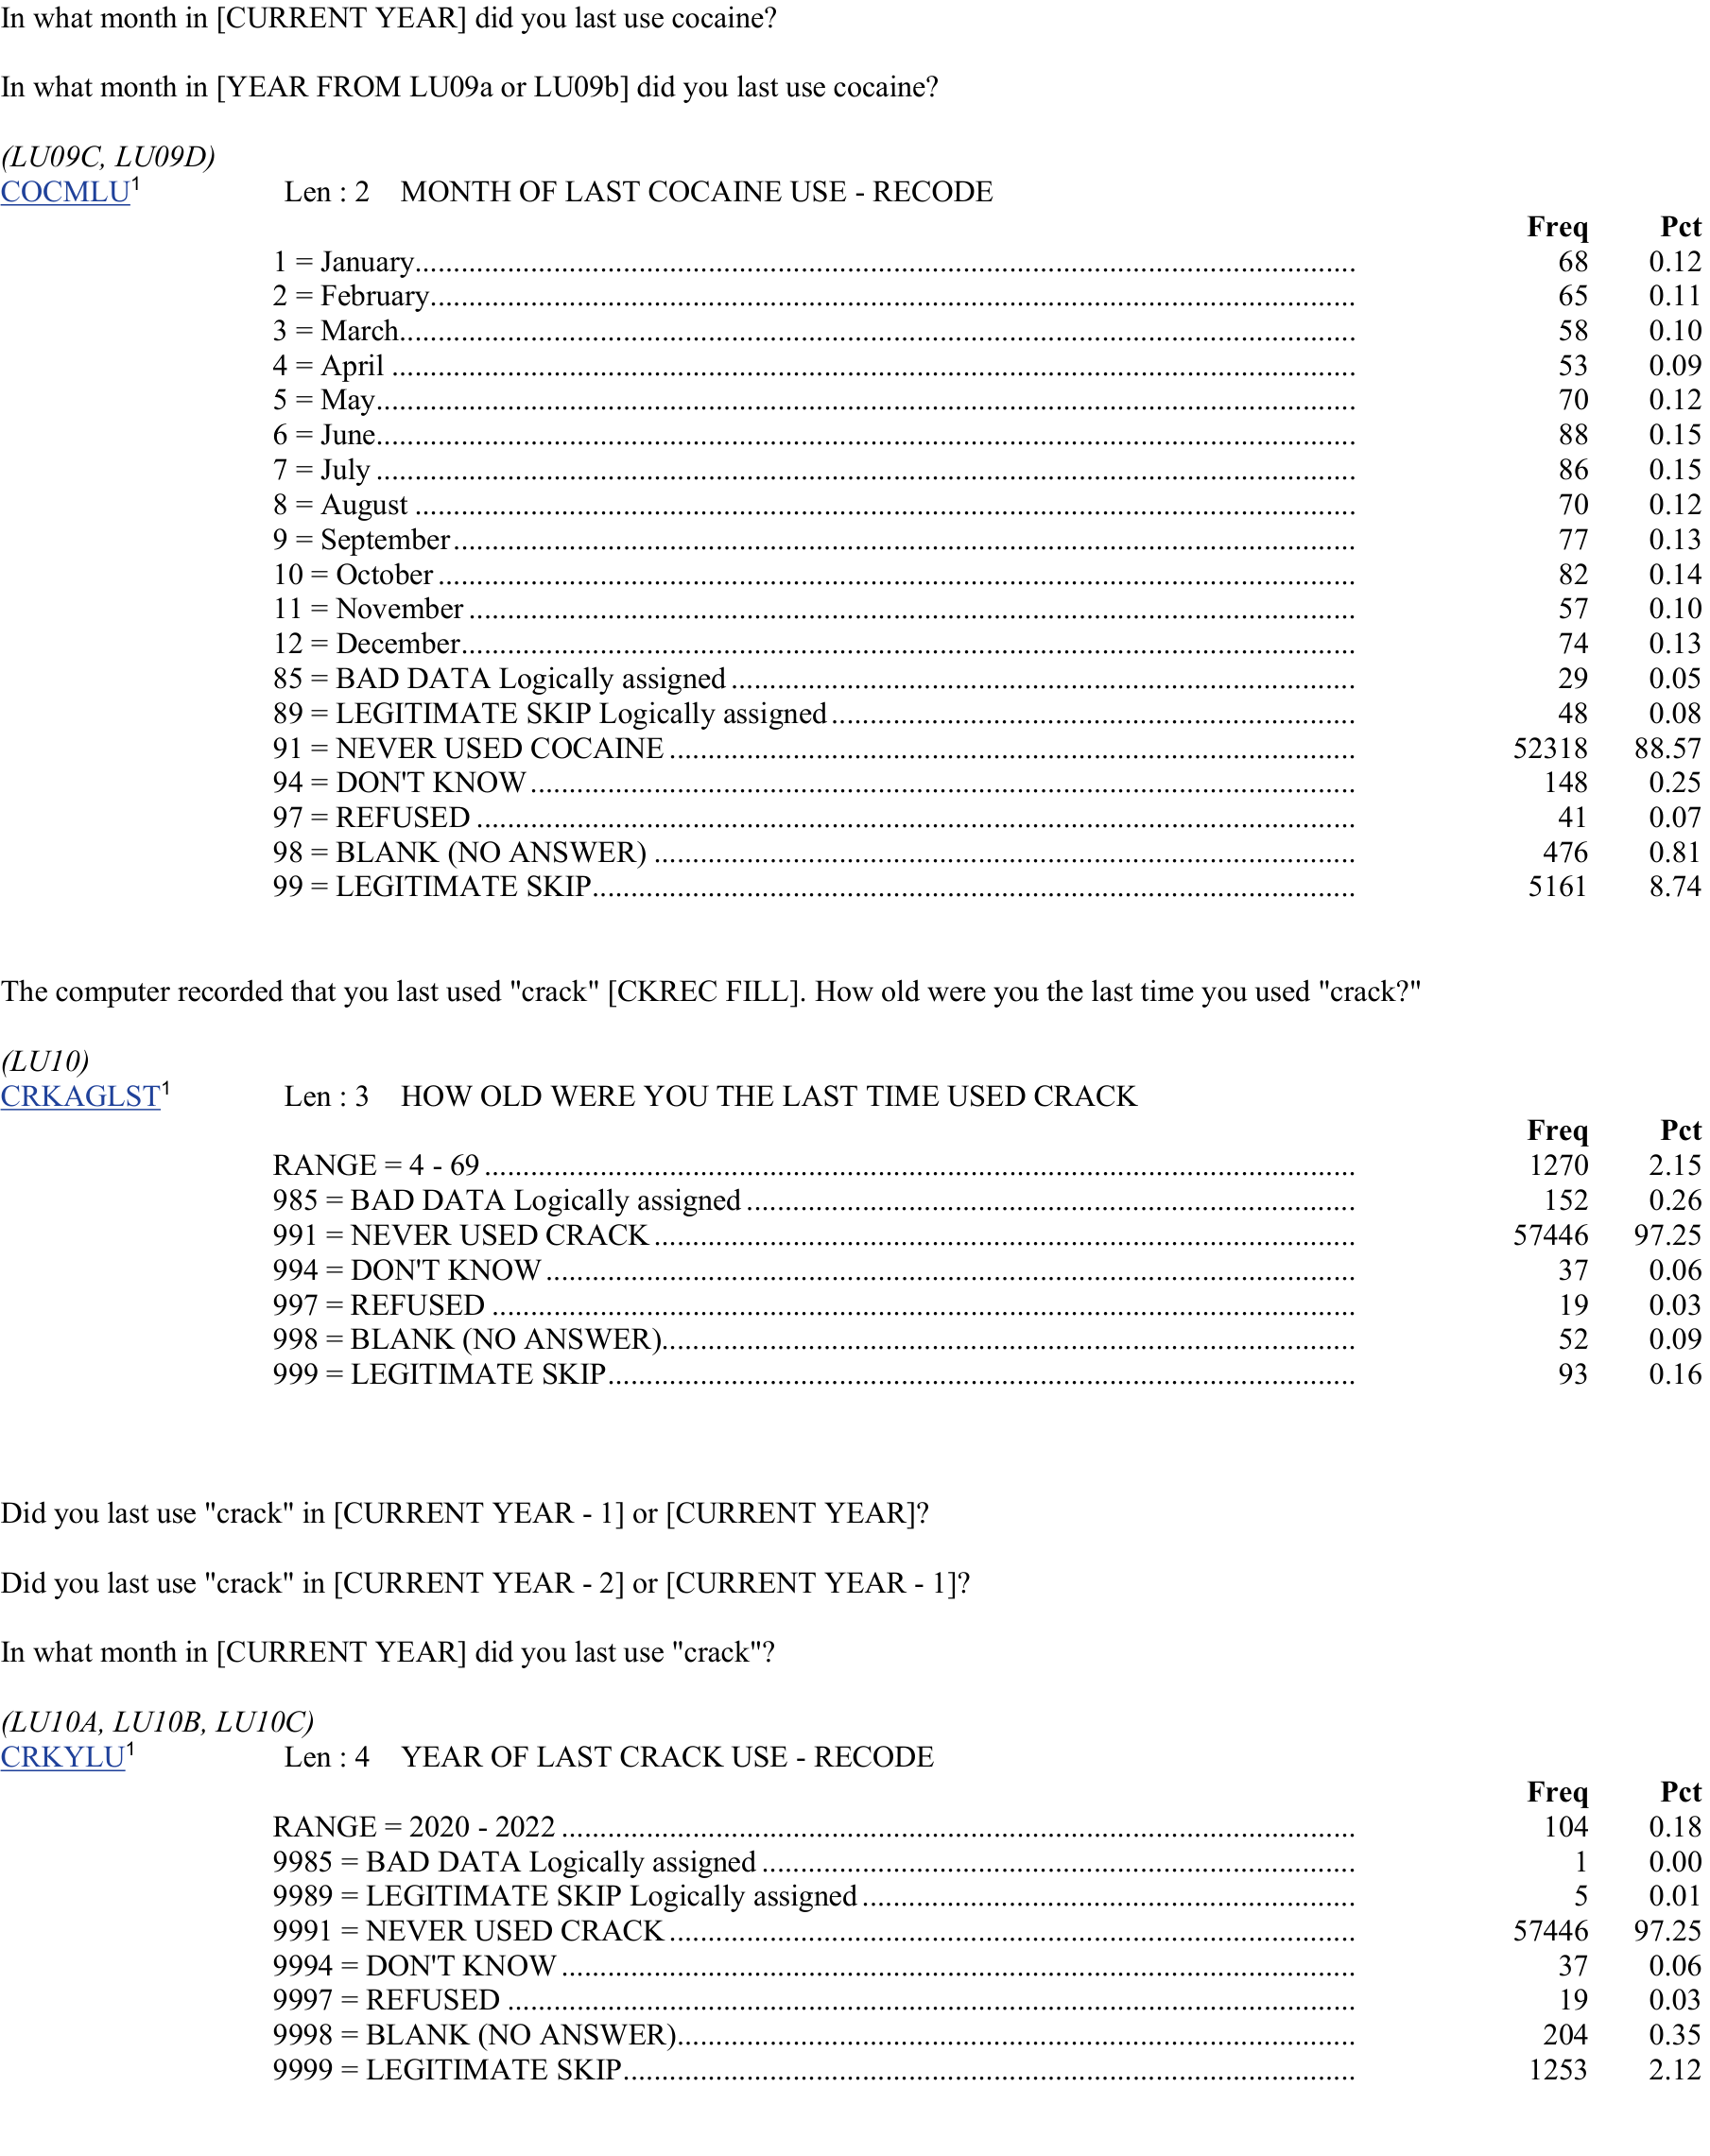 In what month in [CURRENT YEAR] did you last use cocaine?
In what month in [YEAR FROM LU09a or LU09b] did you last use cocaine?
(LU09C, LU09D)
COCMLU1 Len : 2 MONTH OF LAST COCAINE USE - RECODE
Freq Pct
1 = January 68 0.12
2 = February 65 0.11
3 = March 58 0.10
4 = April 53 0.09
5 = May 70 0.12
6 = June 88 0.15
7 = July 86 0.15
8 = August 70 0.12
9 = September 77 0.13
10 = October 82 0.14
11 = November 57 0.10
12 = December 74 0.13
85 = BAD DATA Logically assigned 29 0.05
89 = LEGITIMATE SKIP Logically assigned 48 0.08
91 = NEVER USED COCAINE 52318 88.57
94 = DON'T KNOW 148 0.25
97 = REFUSED 41 0.07
98 = BLANK (NO ANSWER) 476 0.81
99 = LEGITIMATE SKIP 5161 8.74
The computer recorded that you last used "crack" [CKREC FILL]. How old were you the last time you used "crack?"
(LU10)
CRKAGLST1 Len : 3 HOW OLD WERE YOU THE LAST TIME USED CRACK
Freq Pct
RANGE = 4 - 69 1270 2.15
985 = BAD DATA Logically assigned 152 0.26
991 = NEVER USED CRACK 57446 97.25
994 = DON'T KNOW 37 0.06
997 = REFUSED 19 0.03
998 = BLANK (NO ANSWER) 52 0.09
999 = LEGITIMATE SKIP 93 0.16
Did you last use "crack" in [CURRENT YEAR - 1] or [CURRENT YEAR]?
Did you last use "crack" in [CURRENT YEAR - 2] or [CURRENT YEAR - 1]?
In what month in [CURRENT YEAR] did you last use "crack"?
(LU10A, LU10B, LU10C)
CRKYLU1 Len : 4 YEAR OF LAST CRACK USE - RECODE
Freq Pct
RANGE = 2020 - 2022 104 0.18
9985 = BAD DATA Logically assigned 1 0.00
9989 = LEGITIMATE SKIP Logically assigned 5 0.01
9991 = NEVER USED CRACK 57446 97.25
9994 = DON'T KNOW 37 0.06
9997 = REFUSED 19 0.03
9998 = BLANK (NO ANSWER) 204 0.35
9999 = LEGITIMATE SKIP 1253 2.12